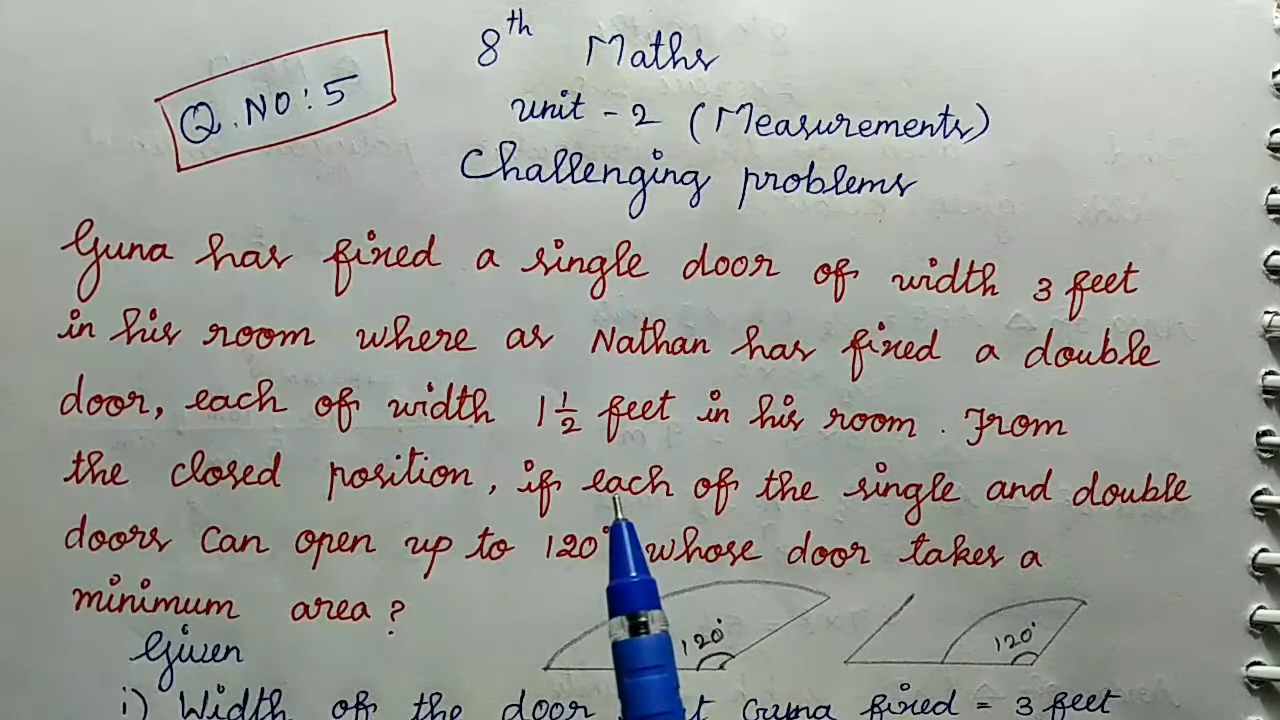 Q.NO:5
8th Maths
unit - 2 (Measurements)
Challenging problems
Guna has fixed a single door of width 3 feet
in his room where as Nathan has fixed a double
door, each of width 1 1/2 feet in his room. From
the closed position, if each of the single and double
doors can open up to 120° whose door takes a
minimum area?
120°
120°
Given
i) Width of the door Guna fixed = 3 feet